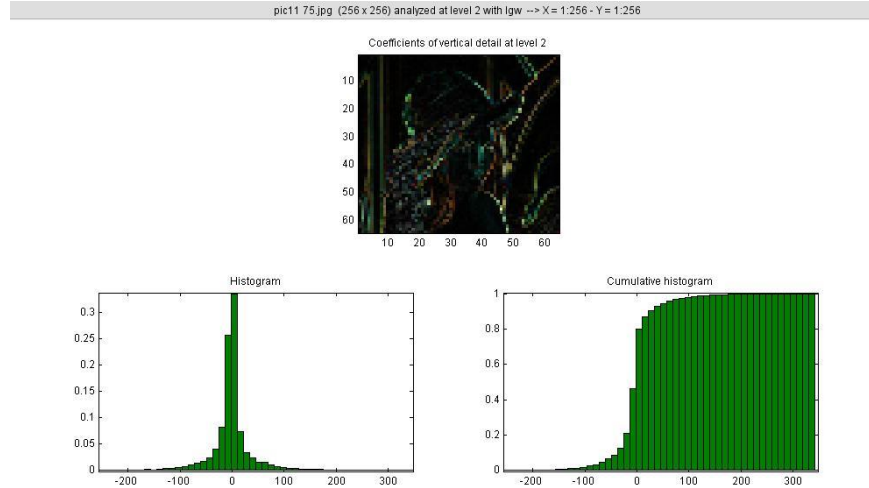 pic11 75.jpg (256 x 256) analyzed at level 2 with lgw --> X = 1:256 - Y = 1:256
Coefficients of vertical detail at level 2
10
20
30
40
50
60
10 20 30 40 50 60
Histogram
0.3
0.25
0.2
0.15
0.1
0.05
0
-200 -100 0 100 200 300
Cumulative histogram
1
0.8
0.6
0.4
0.2
0
-200 -100 0 100 200 300